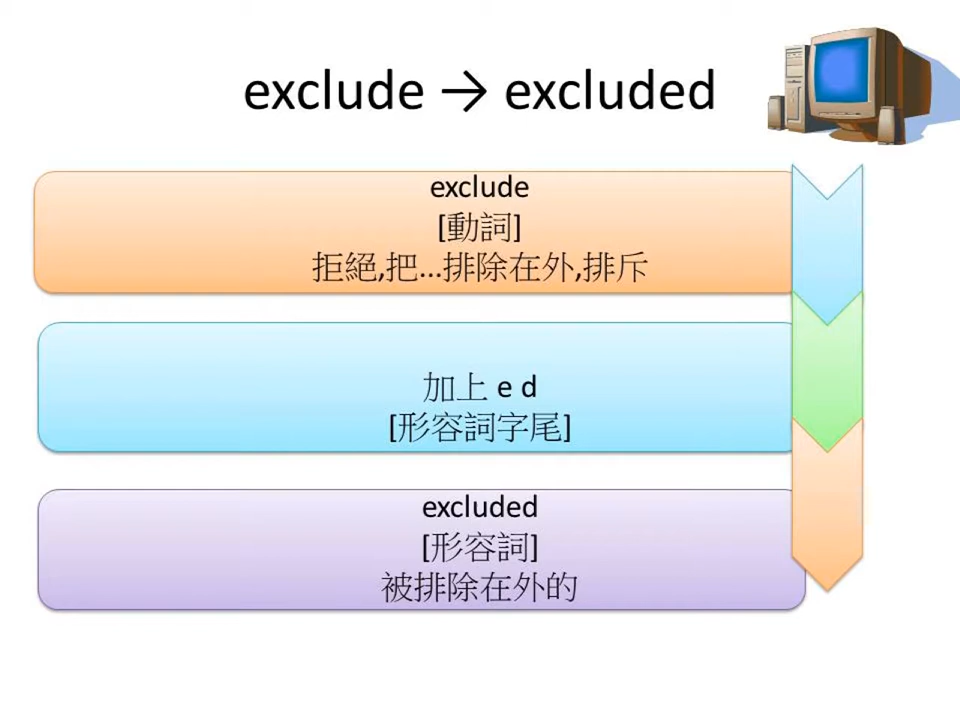 exclude → excluded
exclude
[動詞]
拒絕,把...排除在外,排斥
加上 e d
[形容詞字尾]
excluded
[形容詞]
被排除在外的